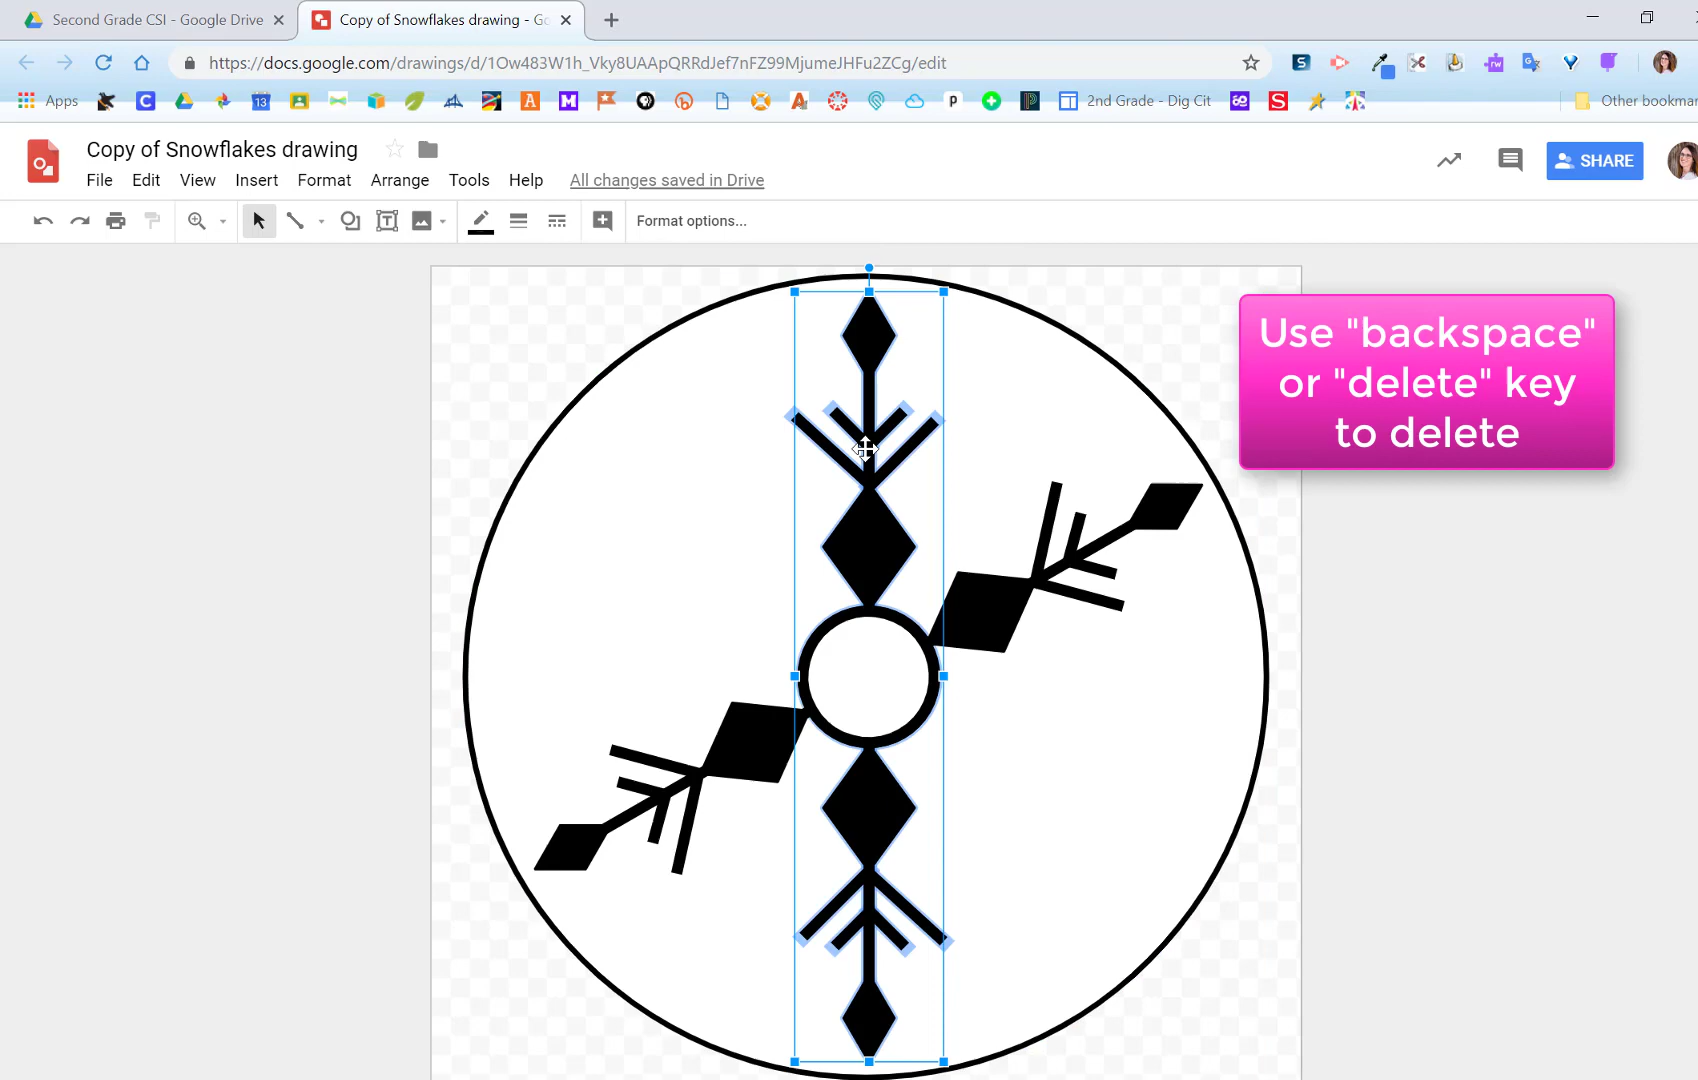 Second Grade CSI - Google Drive
Copy of Snowflakes drawing - Go
https://docs.google.com/drawings/d/1Ow483W1h_Vky8UAApQRRdJef7nFZ99MjumeJHFu2ZCg/edit
Apps
2nd Grade - Dig Cit
Other bookmar
Copy of Snowflakes drawing
File Edit View Insert Format Arrange Tools Help All changes saved in Drive
SHARE
Format options...
Use "backspace"
or "delete" key
to delete